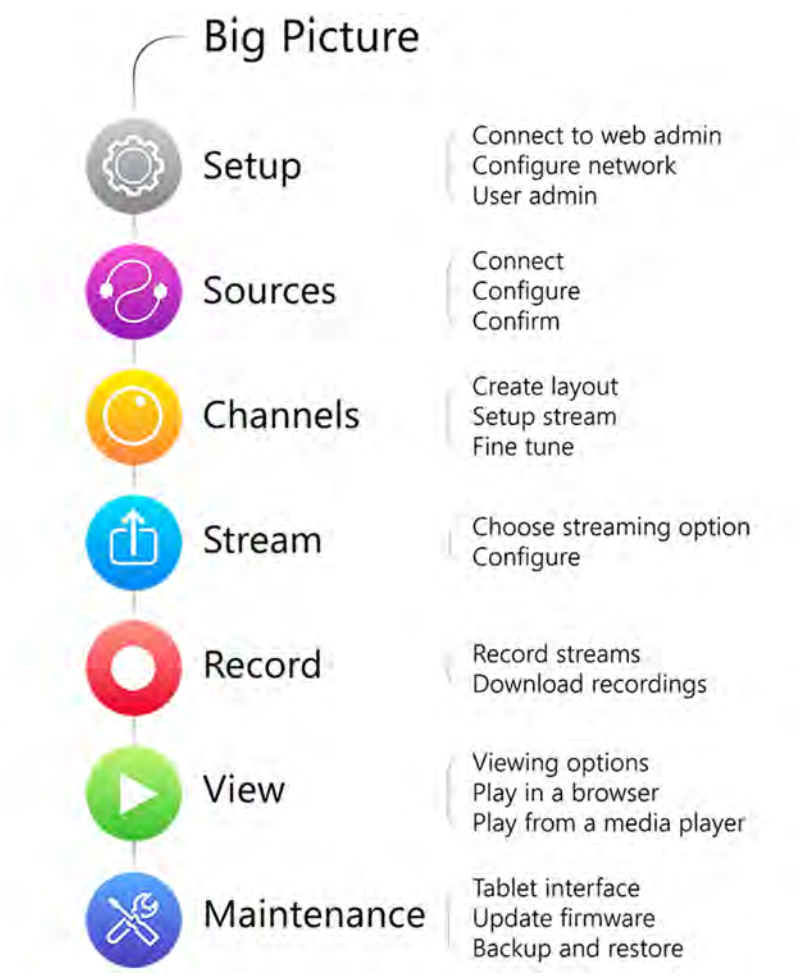 Big Picture
Setup
Connect to web admin
Configure network
User admin
Sources
Connect
Configure
Confirm
Channels
Create layout
Setup stream
Fine tune
Stream
Choose streaming option
Configure
Record
Record streams
Download recordings
View
Viewing options
Play in a browser
Play from a media player
Maintenance
Tablet interface
Update firmware
Backup and restore